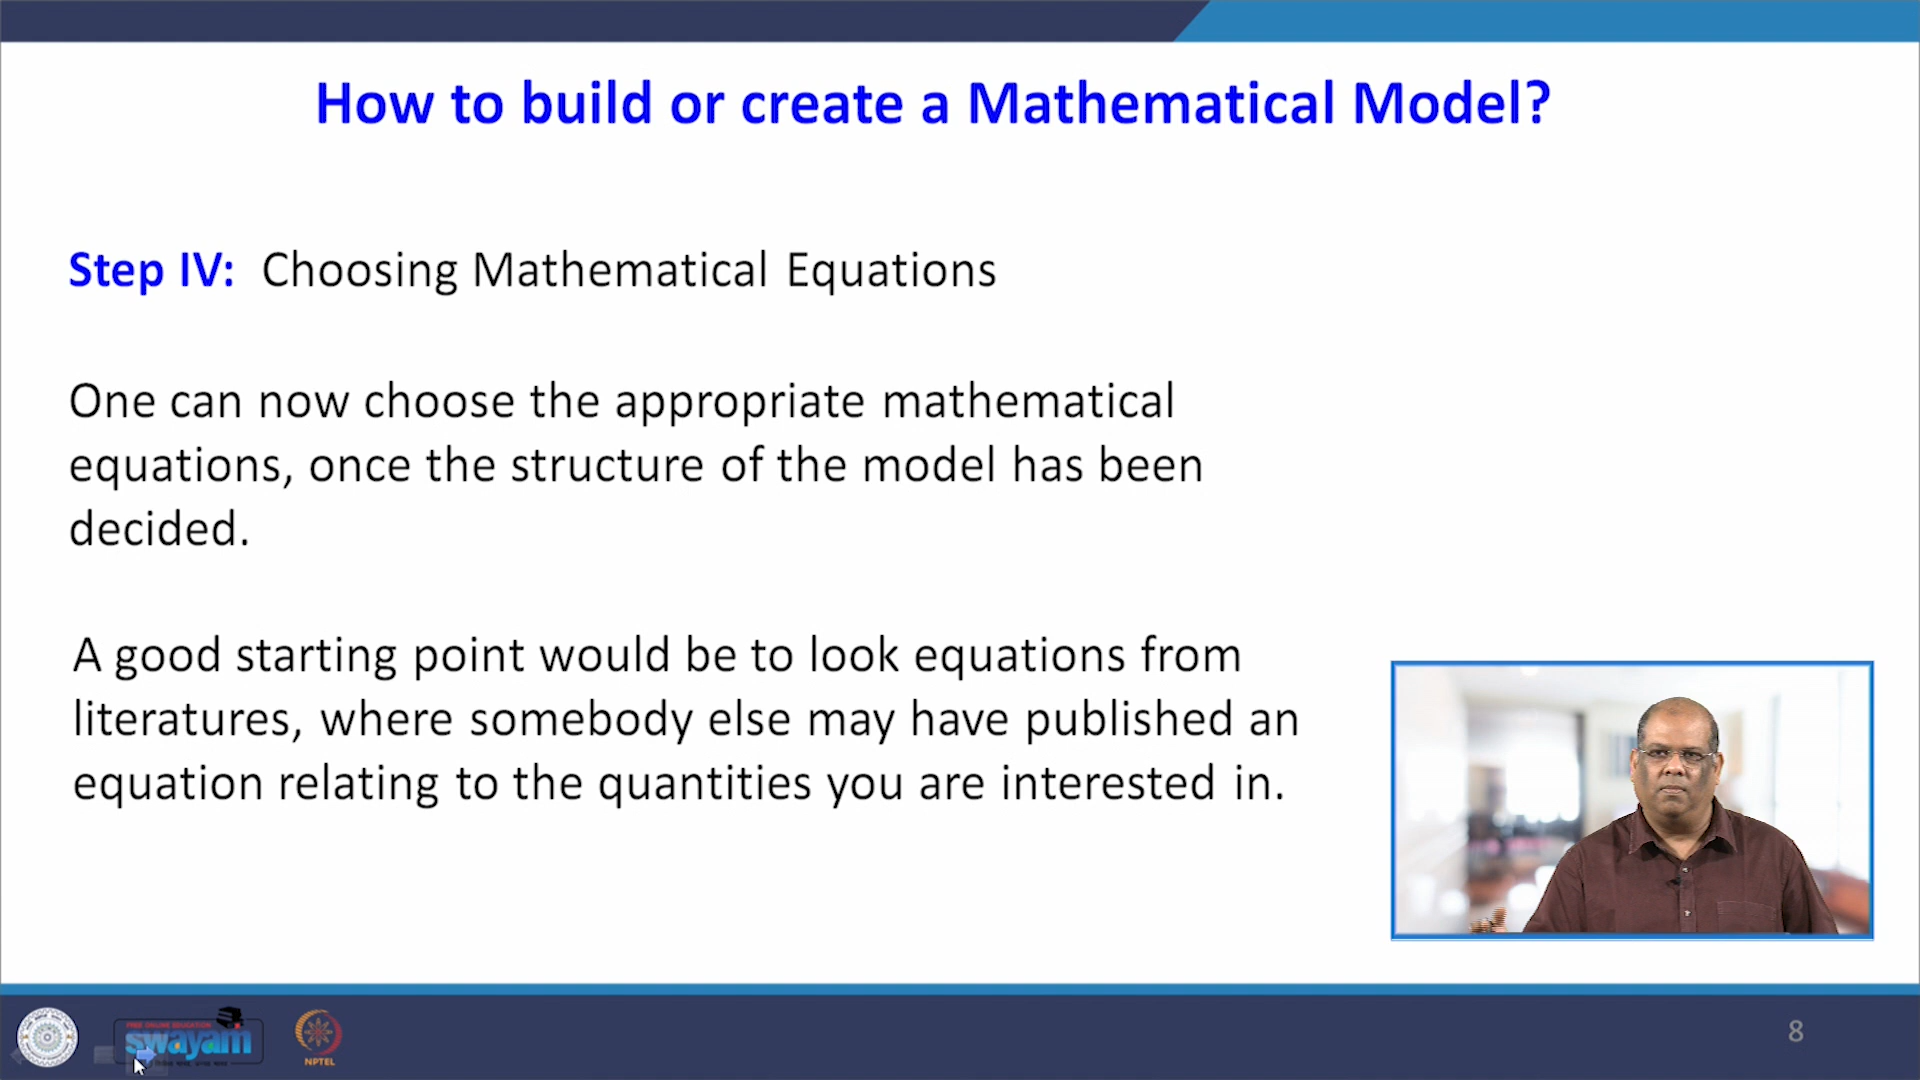 How to build or create a Mathematical Model?
Step IV: Choosing Mathematical Equations
One can now choose the appropriate mathematical
equations, once the structure of the model has been
decided.
A good starting point would be to look equations from
literatures, where somebody else may have published an
equation relating to the quantities you are interested in.
FREE ONLINE EDUCATION
swayam
NPTEL
8